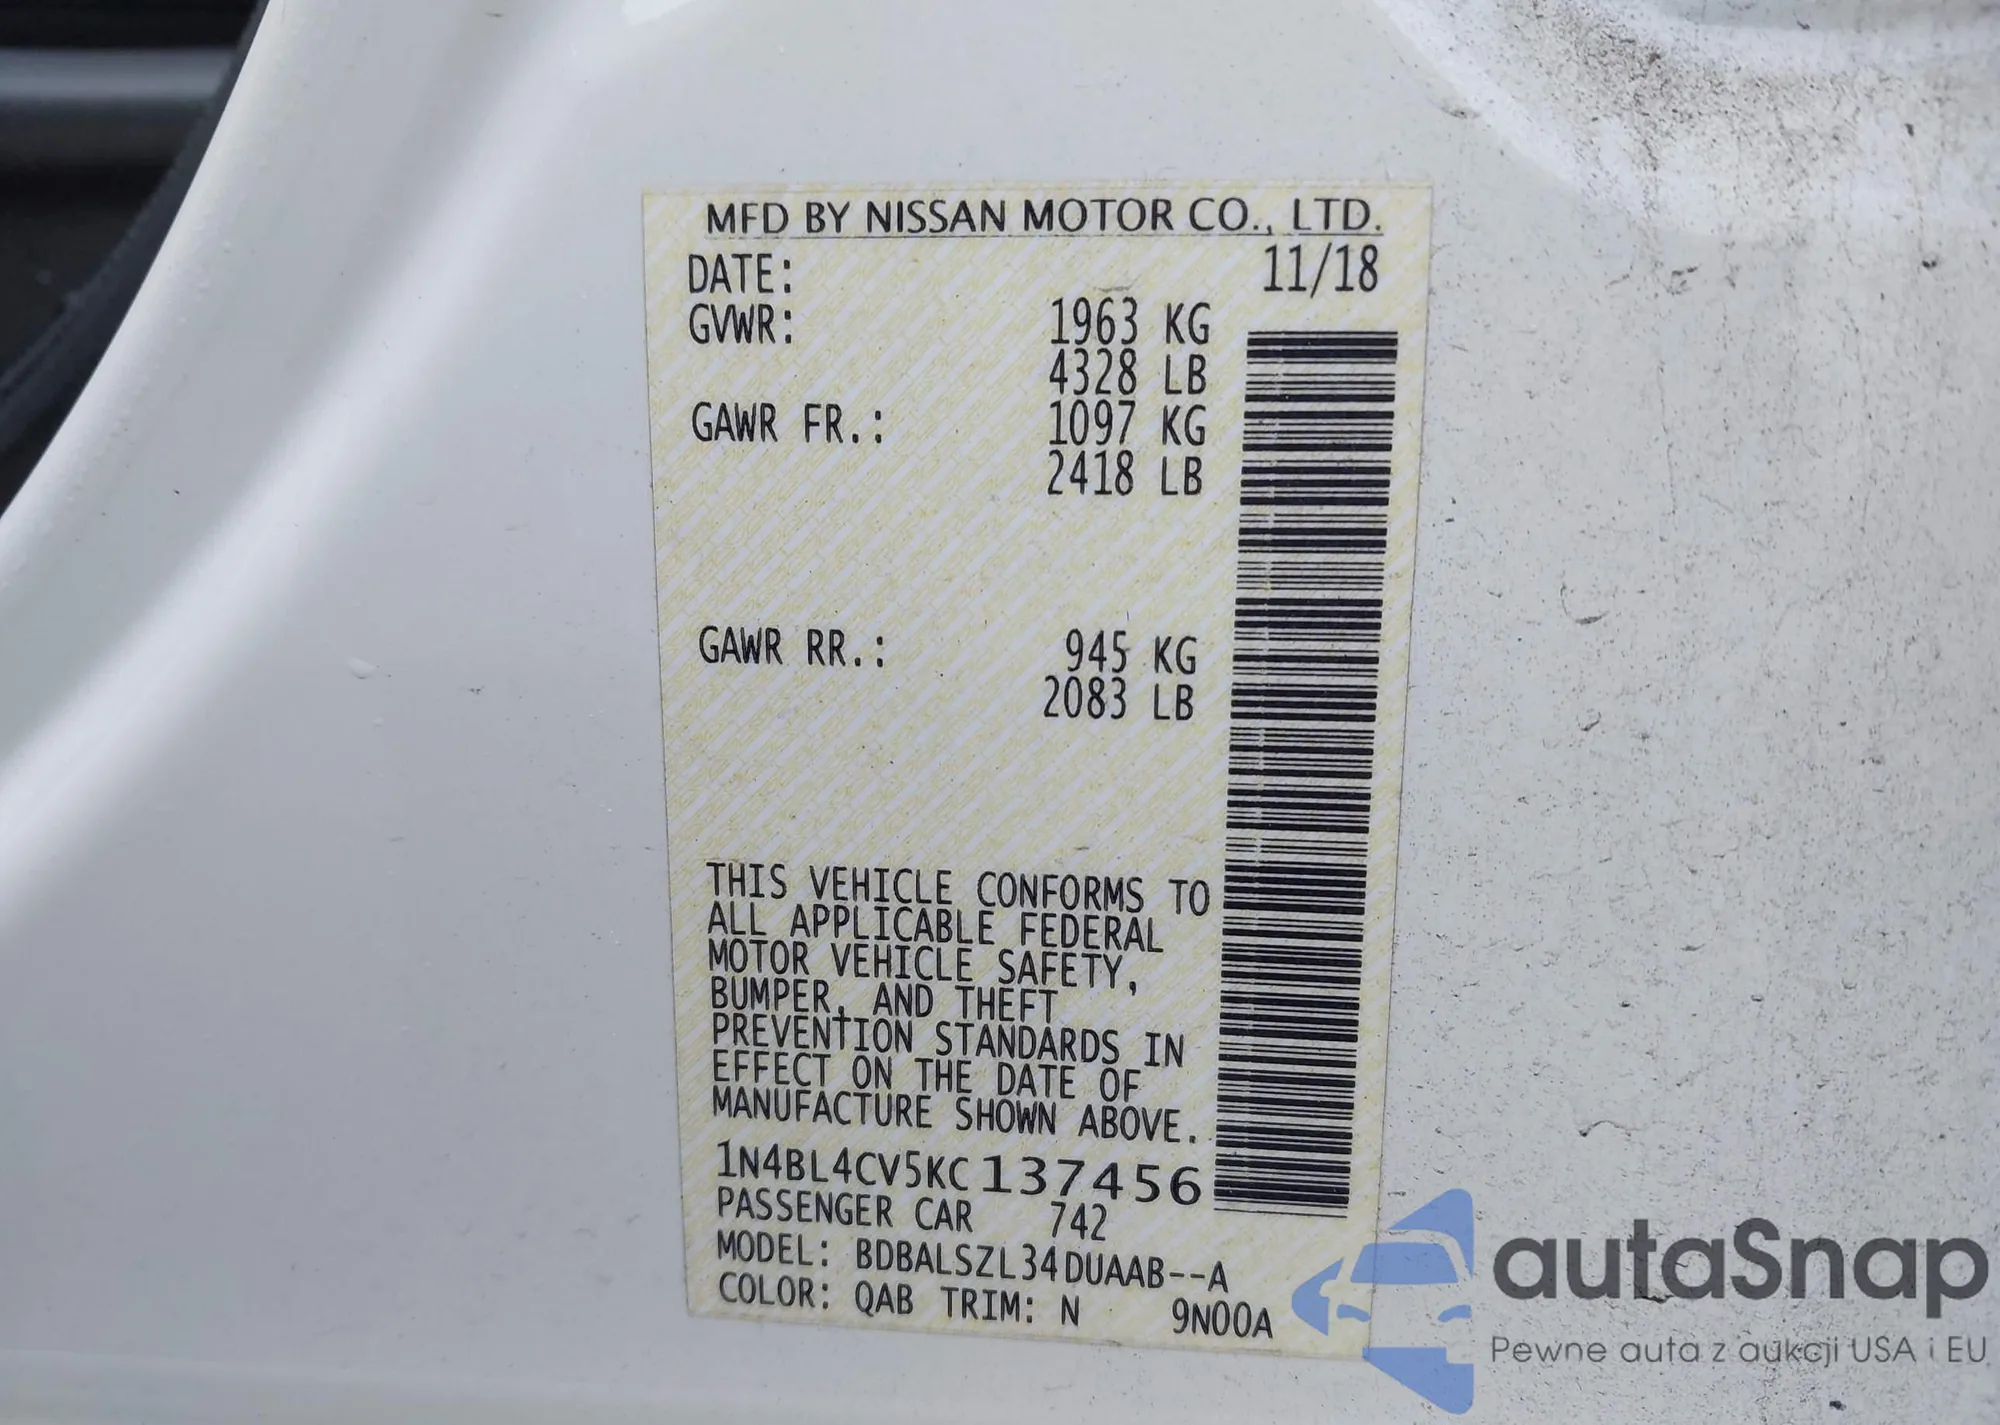 MFD BY NISSAN MOTOR CO., LTD.
DATE: 11/18
GVWR: 1963 KG
4328 LB
GAWR FR.: 1097 KG
2418 LB
GAWR RR.: 945 KG
2083 LB
THIS VEHICLE CONFORMS TO
ALL APPLICABLE FEDERAL
MOTOR VEHICLE SAFETY,
BUMPER, AND THEFT
PREVENTION STANDARDS IN
EFFECT ON THE DATE OF
MANUFACTURE SHOWN ABOVE.
1N4BL4CV5KC137456
PASSENGER CAR 742
MODEL: BDBALSZL34DUAAB--A
COLOR: QAB TRIM: N 9N00A
autaSnap
Pewne auta z aukcji USA i EU